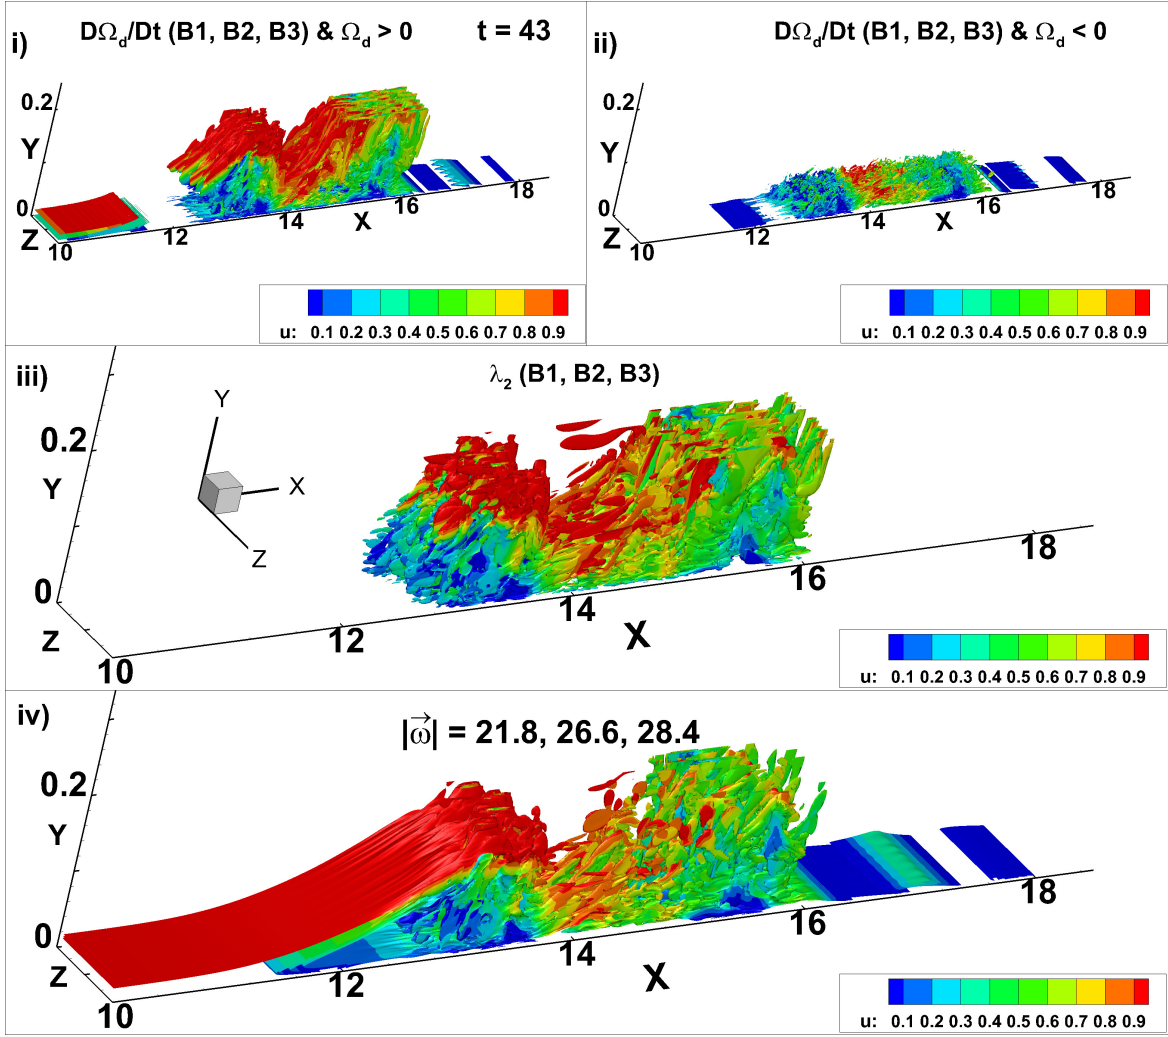 i)
DΩd/Dt (B1, B2, B3) & Ωd > 0
t = 43
0.2
Y
0
Z
10
12
14
X
16
18
u: 0.1 0.2 0.3 0.4 0.5 0.6 0.7 0.8 0.9
ii)
DΩd/Dt (B1, B2, B3) & Ωd < 0
0.2
Y
0
Z
10
12
14
X
16
18
u: 0.1 0.2 0.3 0.4 0.5 0.6 0.7 0.8 0.9
iii)
λ2 (B1, B2, B3)
Y
X
Z
0.2
Y
0
Z
10
12
14
X
16
18
u: 0.1 0.2 0.3 0.4 0.5 0.6 0.7 0.8 0.9
iv)
|ω⃗| = 21.8, 26.6, 28.4
0.2
Y
0
Z
10
12
14
X
16
18
u: 0.1 0.2 0.3 0.4 0.5 0.6 0.7 0.8 0.9